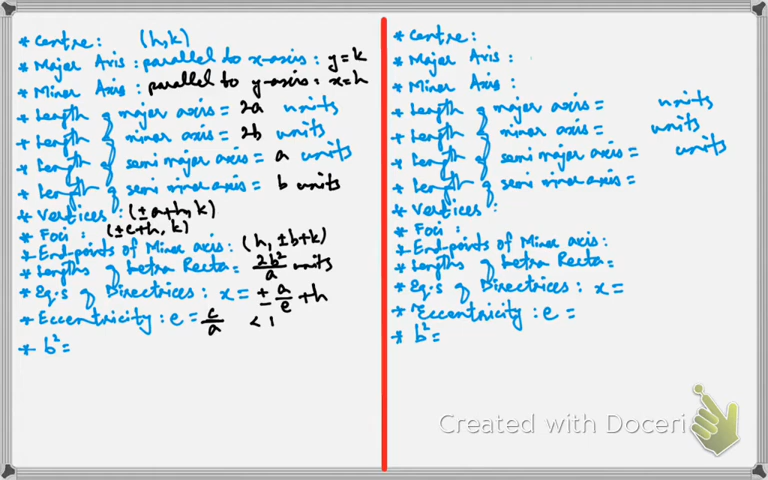 * Centre: (h,k)
* Major Axis: parallel to x-axis: y=k
* Minor Axis: parallel to y-axis: x=h
* Length of major axis = 2a units
* Length of minor axis = 2b units
* Length of semi major axis = a units
* Length of semi minor axis = b units
* Vertices: (±a+h, k)
* Foci: (±c+h, k)
* End-points of Minor axis: (h, ±b+k)
* Lengths of Letra Recta = 2b²/a units
* Eq.s of Directrices: x = ± a/e + h
* Eccentricity: e = c/a < 1
* b² =
* Centre:
* Major Axis:
* Minor Axis:
* Length of major axis = units
* Length of minor axis = units
* Length of semi major axis = units
* Length of semi minor axis =
* Vertices:
* Foci:
* End-points of Minor axis:
* Lengths of Letra Recta =
* Eq.s of Directrices: x =
* Eccentricity: e =
* b² =
Created with Doceri